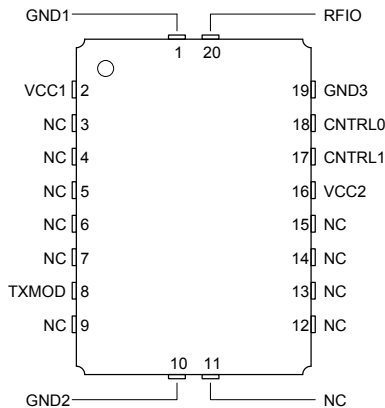 GND1 RFIO
1 20
VCC1 2 19 GND3
NC 3 18 CNTRL0
NC 4 17 CNTRL1
NC 5 16 VCC2
NC 6 15 NC
NC 7 14 NC
TXMOD 8 13 NC
NC 9 12 NC
10 11
GND2 NC